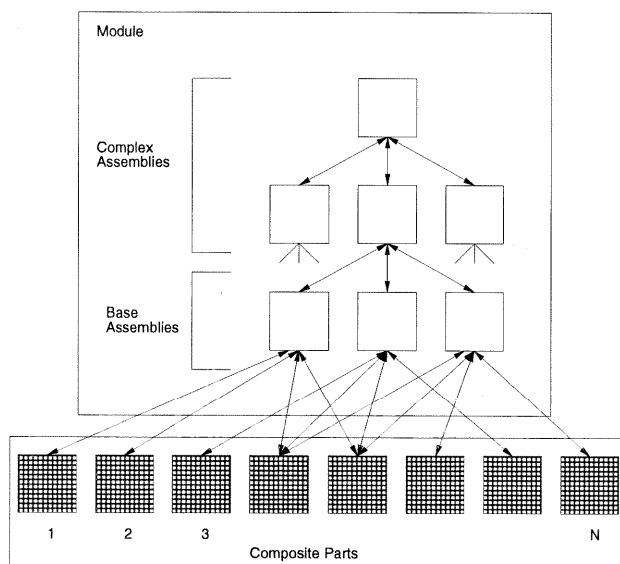 Module
Complex
Assemblies
Base
Assemblies
1 2 3 N
Composite Parts